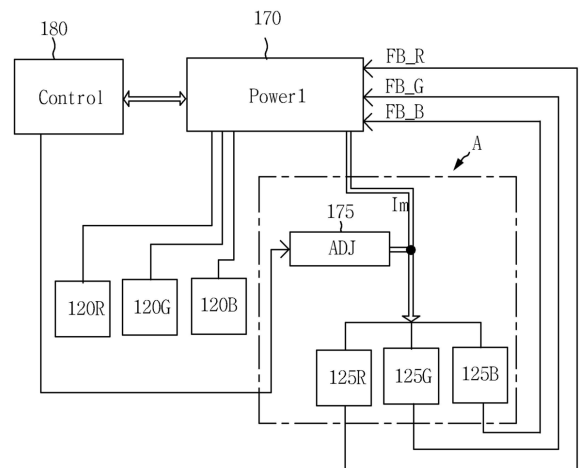 180
170
Control
Power1
FB_R
FB_G
FB_B
A
Im
175
ADJ
120R
120G
120B
125R
125G
125B